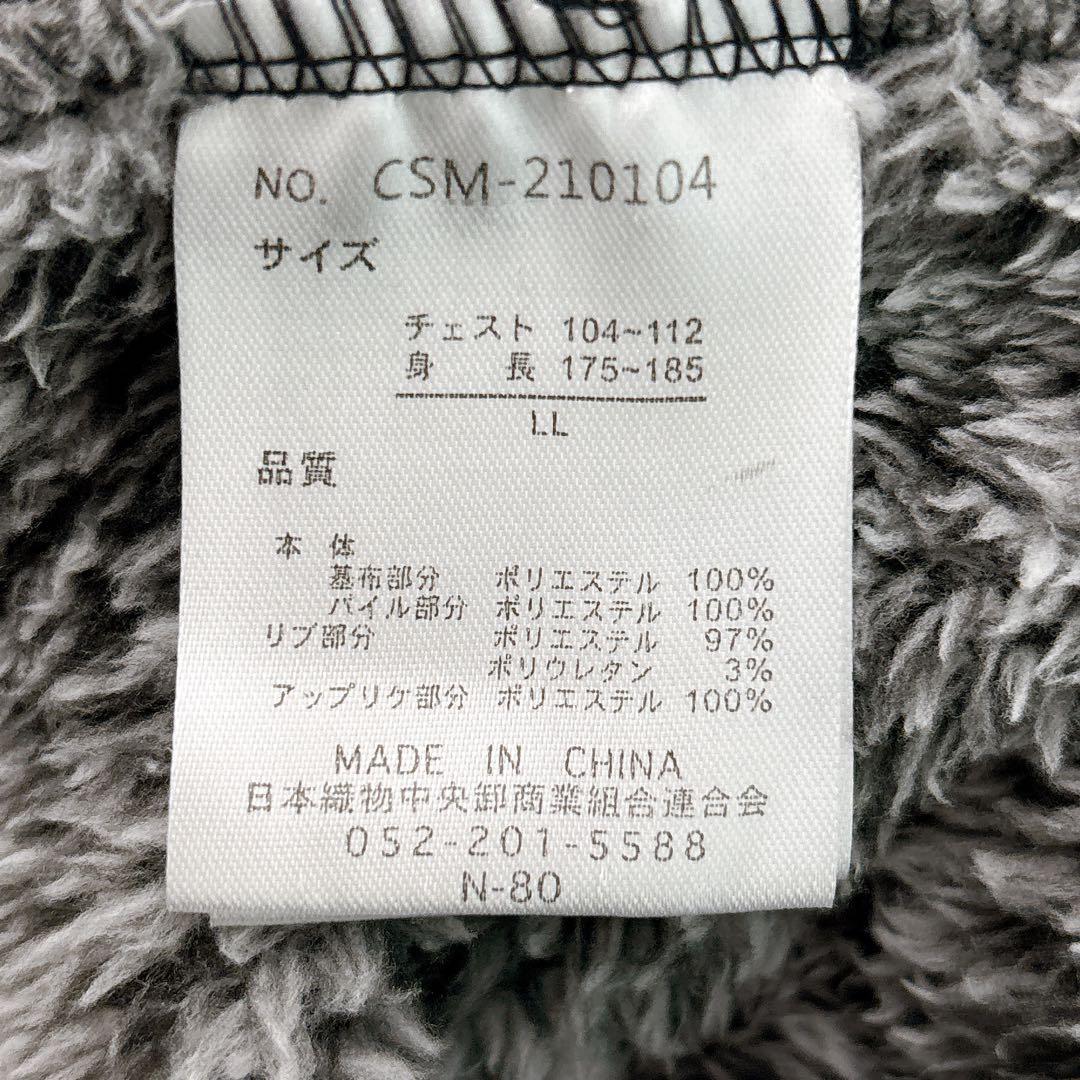 NO. CSM-210104
サイズ
チェスト 104~112
身 長 175~185
LL
品質
本 体
基布部分 ポリエステル 100%
パイル部分 ポリエステル 100%
リブ部分 ポリエステル 97%
ポリウレタン 3%
アップリケ部分 ポリエステル 100%
MADE IN CHINA
日本織物中央卸商業組合連合会
052-201-5588
N-80